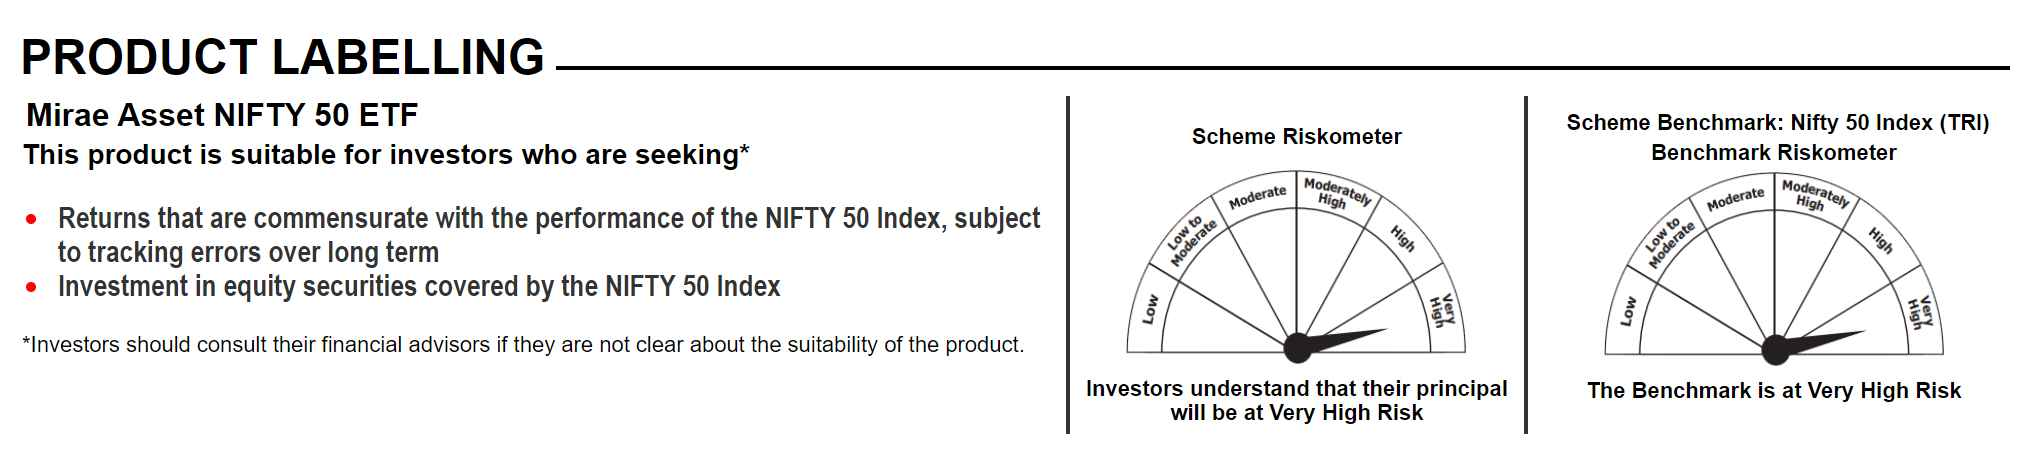 PRODUCT LABELLING
Mirae Asset NIFTY 50 ETF
This product is suitable for investors who are seeking*
Returns that are commensurate with the performance of the NIFTY 50 Index, subject
to tracking errors over long term
Investment in equity securities covered by the NIFTY 50 Index
*Investors should consult their financial advisors if they are not clear about the suitability of the product.
Scheme Riskometer
Low
Low to
Moderate
Moderate
Moderately
High
High
Very
High
Investors understand that their principal
will be at Very High Risk
Scheme Benchmark: Nifty 50 Index (TRI)
Benchmark Riskometer
Low
Low to
Moderate
Moderate
Moderately
High
High
Very
High
The Benchmark is at Very High Risk